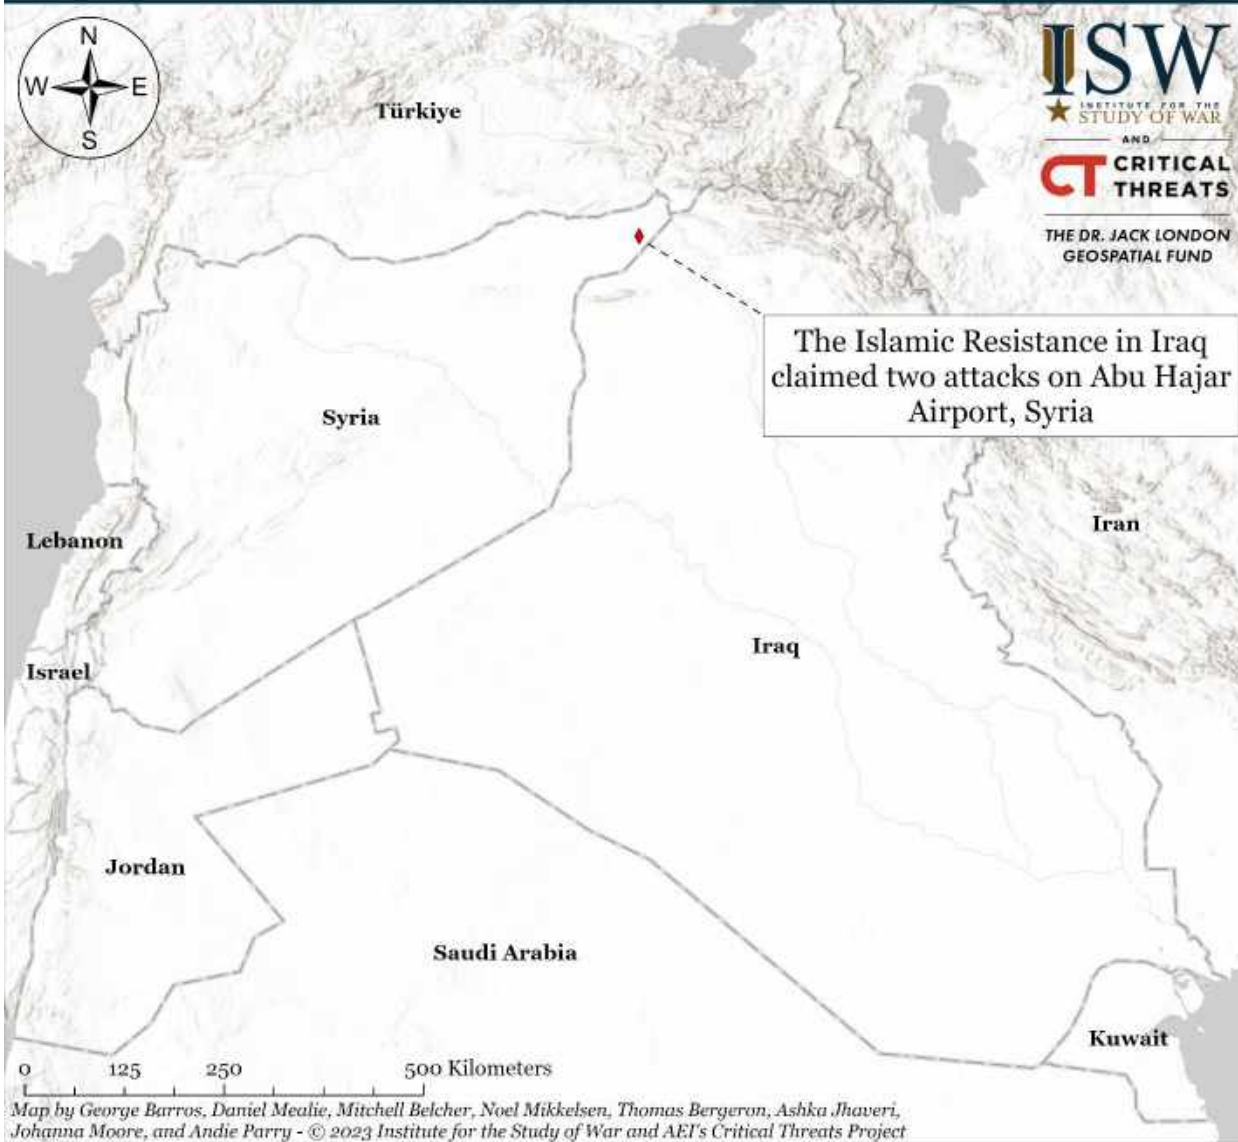 N
W E
S
ISW
INSTITUTE FOR THE
STUDY OF WAR
AND
CT CRITICAL
THREATS
THE DR. JACK LONDON
GEOSPATIAL FUND
Türkiye
The Islamic Resistance in Iraq
claimed two attacks on Abu Hajar
Airport, Syria
Syria
Lebanon
Iran
Iraq
Israel
Jordan
Saudi Arabia
Kuwait
0 125 250 500 Kilometers
Map by George Barros, Daniel Mealie, Mitchell Belcher, Noel Mikkelsen, Thomas Bergeron, Ashka Jhaveri,
Johanna Moore, and Andie Parry - © 2023 Institute for the Study of War and AEI's Critical Threats Project